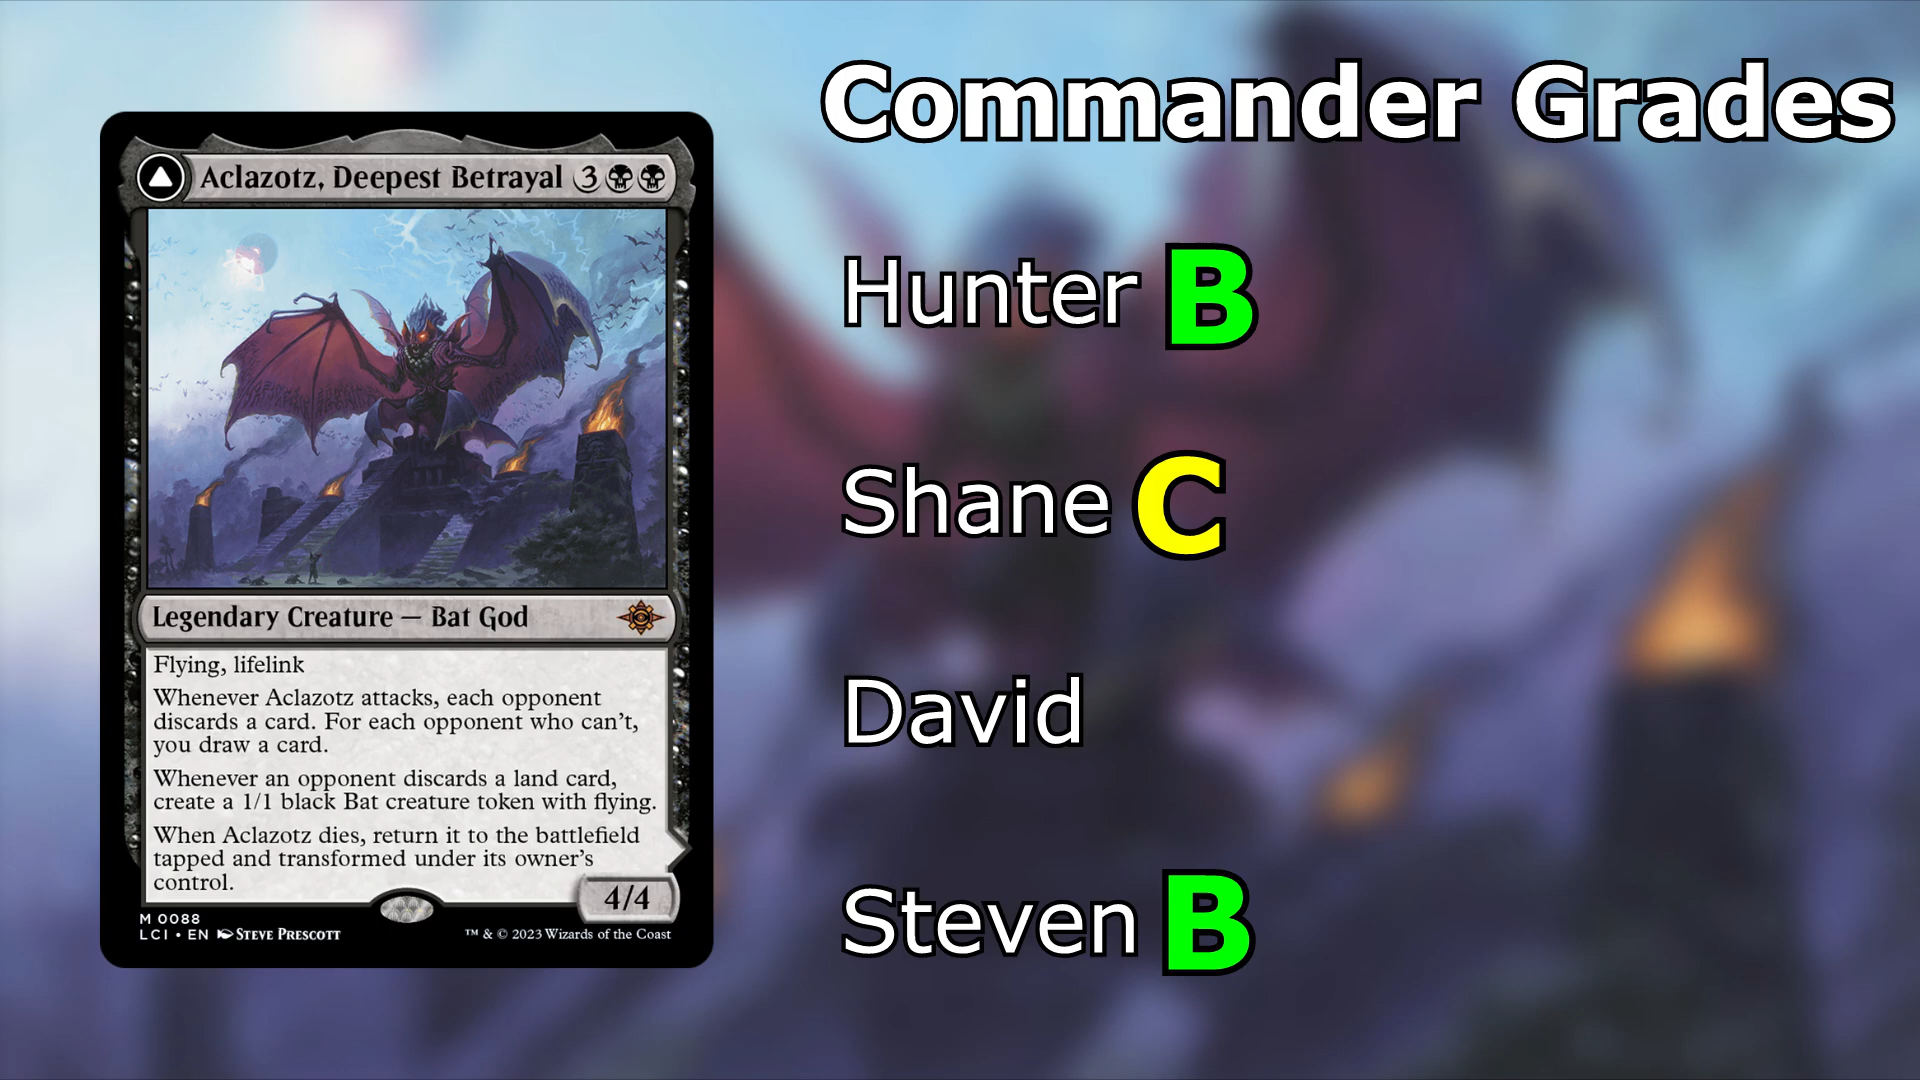 Commander Grades
Aclazotz, Deepest Betrayal 3
Legendary Creature — Bat God
Flying, lifelink
Whenever Aclazotz attacks, each opponent
discards a card. For each opponent who can't,
you draw a card.
Whenever an opponent discards a land card,
create a 1/1 black Bat creature token with flying.
When Aclazotz dies, return it to the battlefield
tapped and transformed under its owner's
control.
4/4
M 0088
LCI • EN STEVE PRESCOTT
™ & © 2023 Wizards of the Coast
Hunter B
Shane C
David
Steven B